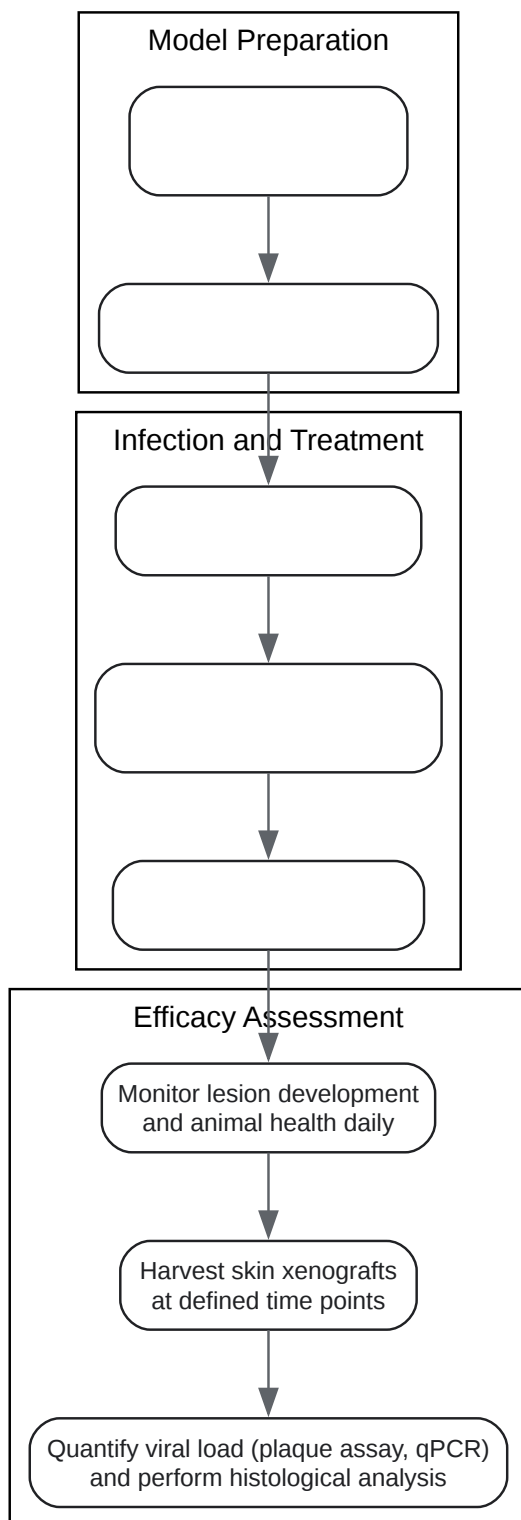 Model Preparation
Infection and Treatment
Efficacy Assessment
Monitor lesion development
and animal health daily
Harvest skin xenografts
at defined time points
Quantify viral load (plaque assay, qPCR)
and perform histological analysis